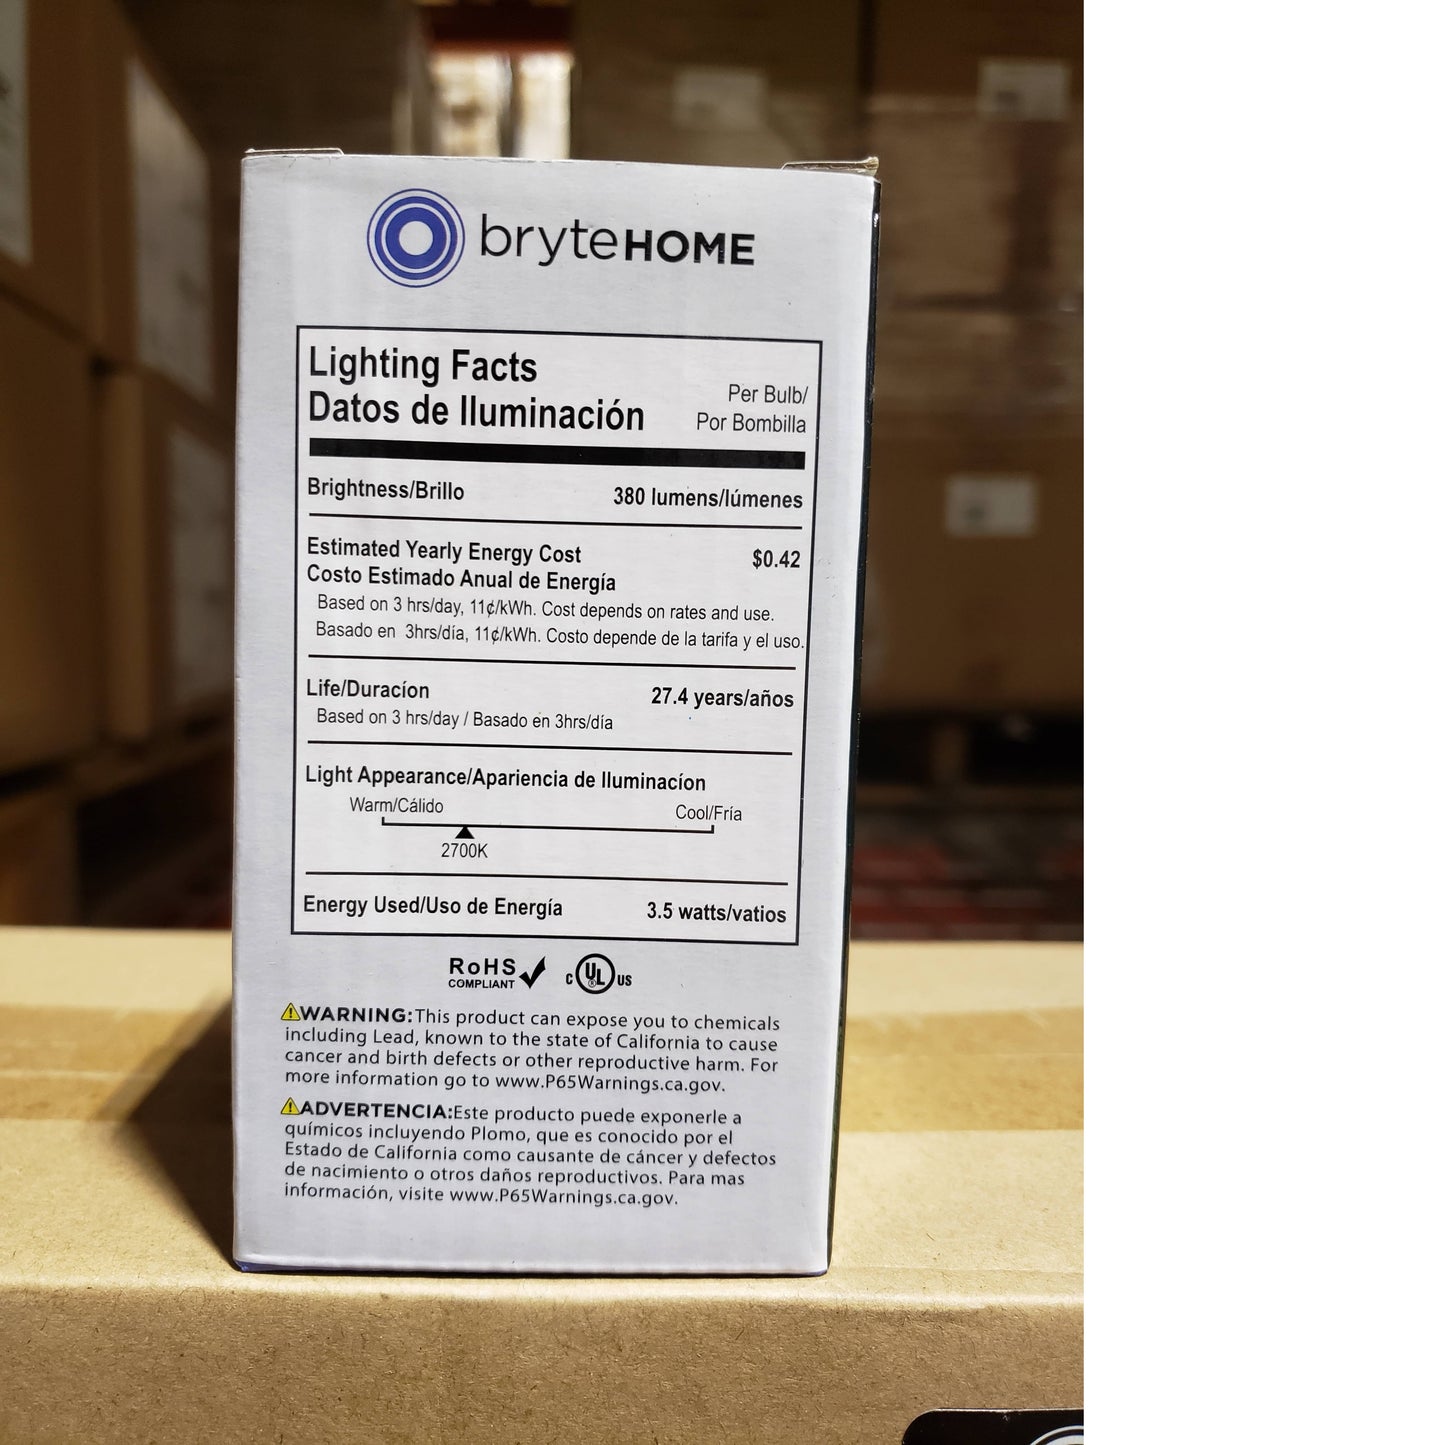 bryteHOME
Lighting Facts
Datos de Iluminación
Per Bulb/
Por Bombilla
Brightness/Brillo 380 lumens/lúmenes
Estimated Yearly Energy Cost $0.42
Costo Estimado Anual de Energía
Based on 3 hrs/day, 11¢/kWh. Cost depends on rates and use.
Basado en 3hrs/día, 11¢/kWh. Costo depende de la tarifa y el uso.
Life/Duracíon 27.4 years/años
Based on 3 hrs/day / Basado en 3hrs/día
Light Appearance/Apariencia de Iluminacíon
Warm/Cálido Cool/Fría
2700K
Energy Used/Uso de Energía 3.5 watts/vatios
RoHS
COMPLIANT
c UL® US
WARNING: This product can expose you to chemicals
including Lead, known to the state of California to cause
cancer and birth defects or other reproductive harm. For
more information go to www.P65Warnings.ca.gov.
ADVERTENCIA: Este producto puede exponerle a
químicos incluyendo Plomo, que es conocido por el
Estado de California como causante de cáncer y defectos
de nacimiento o otros daños reproductivos. Para mas
información, visite www.P65Warnings.ca.gov.